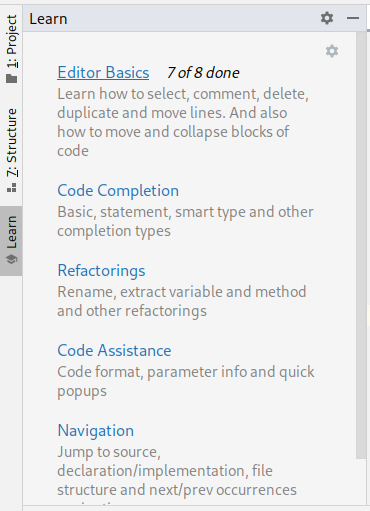 Learn
1: Project
7: Structure
Learn
Editor Basics 7 of 8 done
Learn how to select, comment, delete,
duplicate and move lines. And also
how to move and collapse blocks of
code
Code Completion
Basic, statement, smart type and other
completion types
Refactorings
Rename, extract variable and method
and other refactorings
Code Assistance
Code format, parameter info and quick
popups
Navigation
Jump to source,
declaration/implementation, file
structure and next/prev occurrences